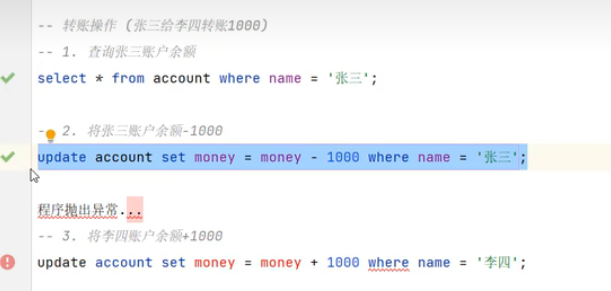 -- 转账操作 (张三给李四转账1000)
-- 1. 查询张三账户余额
select * from account where name = '张三';
- 2. 将张三账户余额-1000
update account set money = money - 1000 where name = '张三';
程序抛出异常...
-- 3. 将李四账户余额+1000
update account set money = money + 1000 where name = '李四';